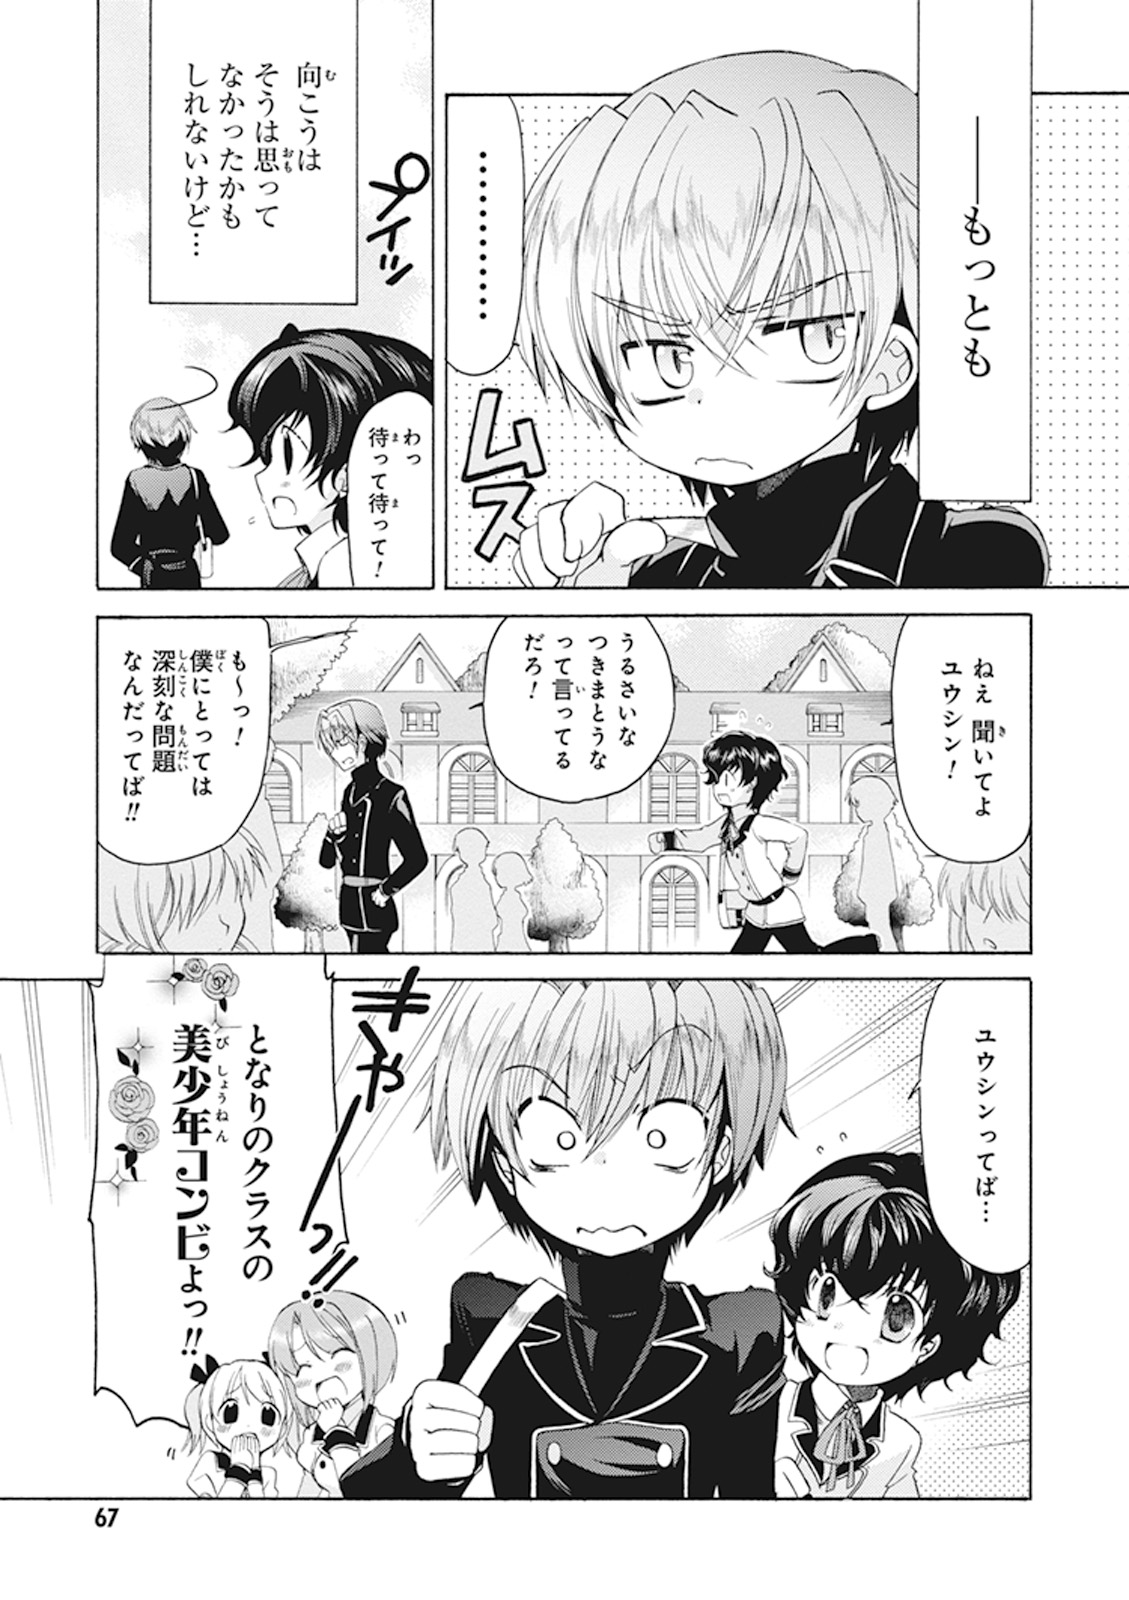 ――もっとも
………
ムス
向こうは
そうは思って
なかったかも
しれないけど…
プイッ
わっ
待って待って！
ねぇ 聞いてよ
ユウシン！
うるさいな
つきまとうな
って言ってる
だろ！
も〜っ！
僕にとっては
深刻な問題
なんだってば!!
ユウシンってば…
キャーっ!!
となりのクラスの
美少年コンビよっ!!
67